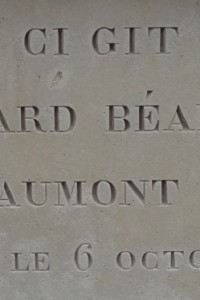 CI GIT
ARD BÉA
AUMONT
LE 6 OCTO